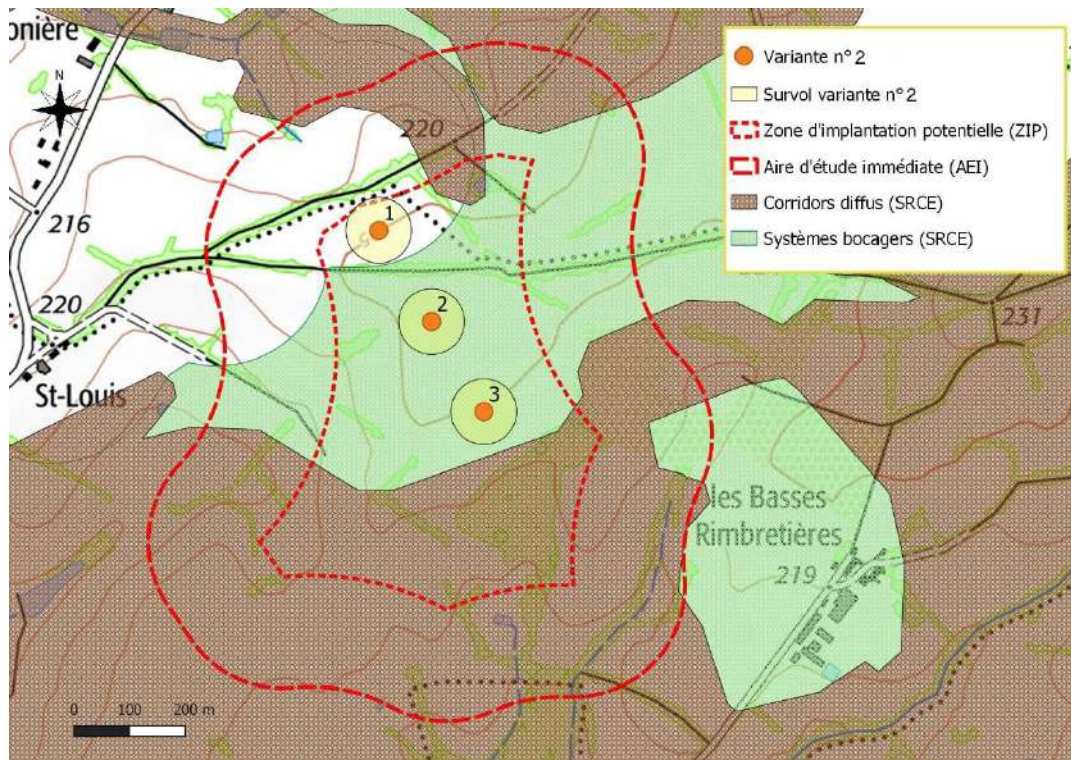 onière
N
216
220
St-Louis
220
1
2
3
Variante n°2
Survol variante n°2
Zone d'implantation potentielle (ZIP)
Aire d'étude immédiate (AEI)
Corridors diffus (SRCE)
Systèmes bocagers (SRCE)
231
les Basses
Rimbretières
219
0 100 200 m